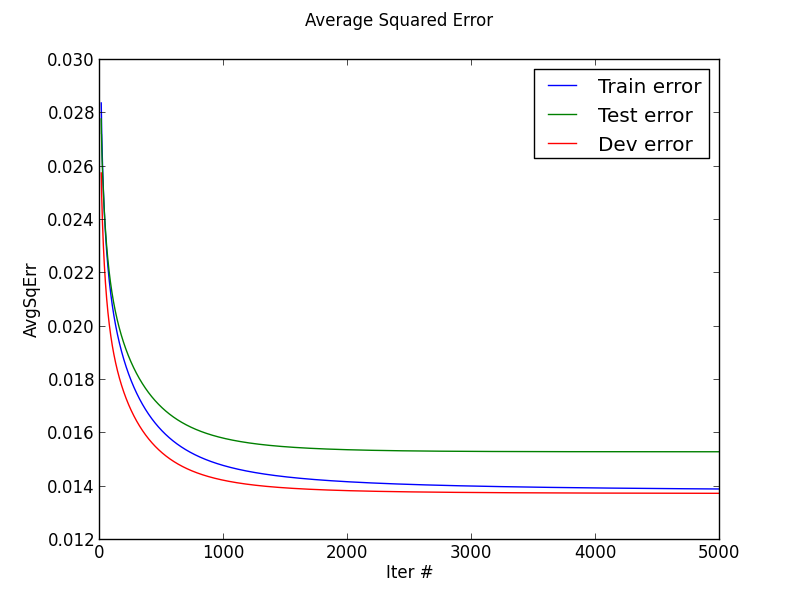 Average Squared Error
0.030
0.028
0.026
0.024
0.022
0.020
0.018
0.016
0.014
0.012
AvgSqErr
Train error
Test error
Dev error
0 1000 2000 3000 4000 5000
Iter #